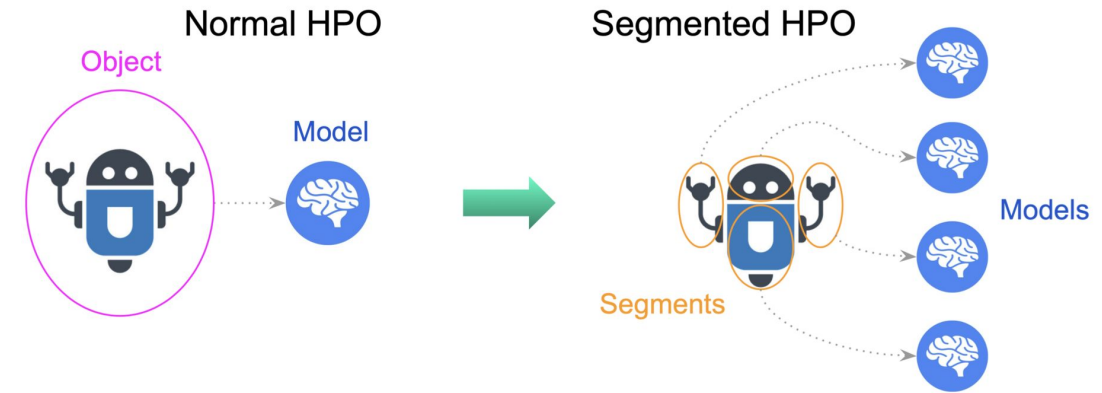 Normal HPO
Segmented HPO
Object
Model
Models
Segments